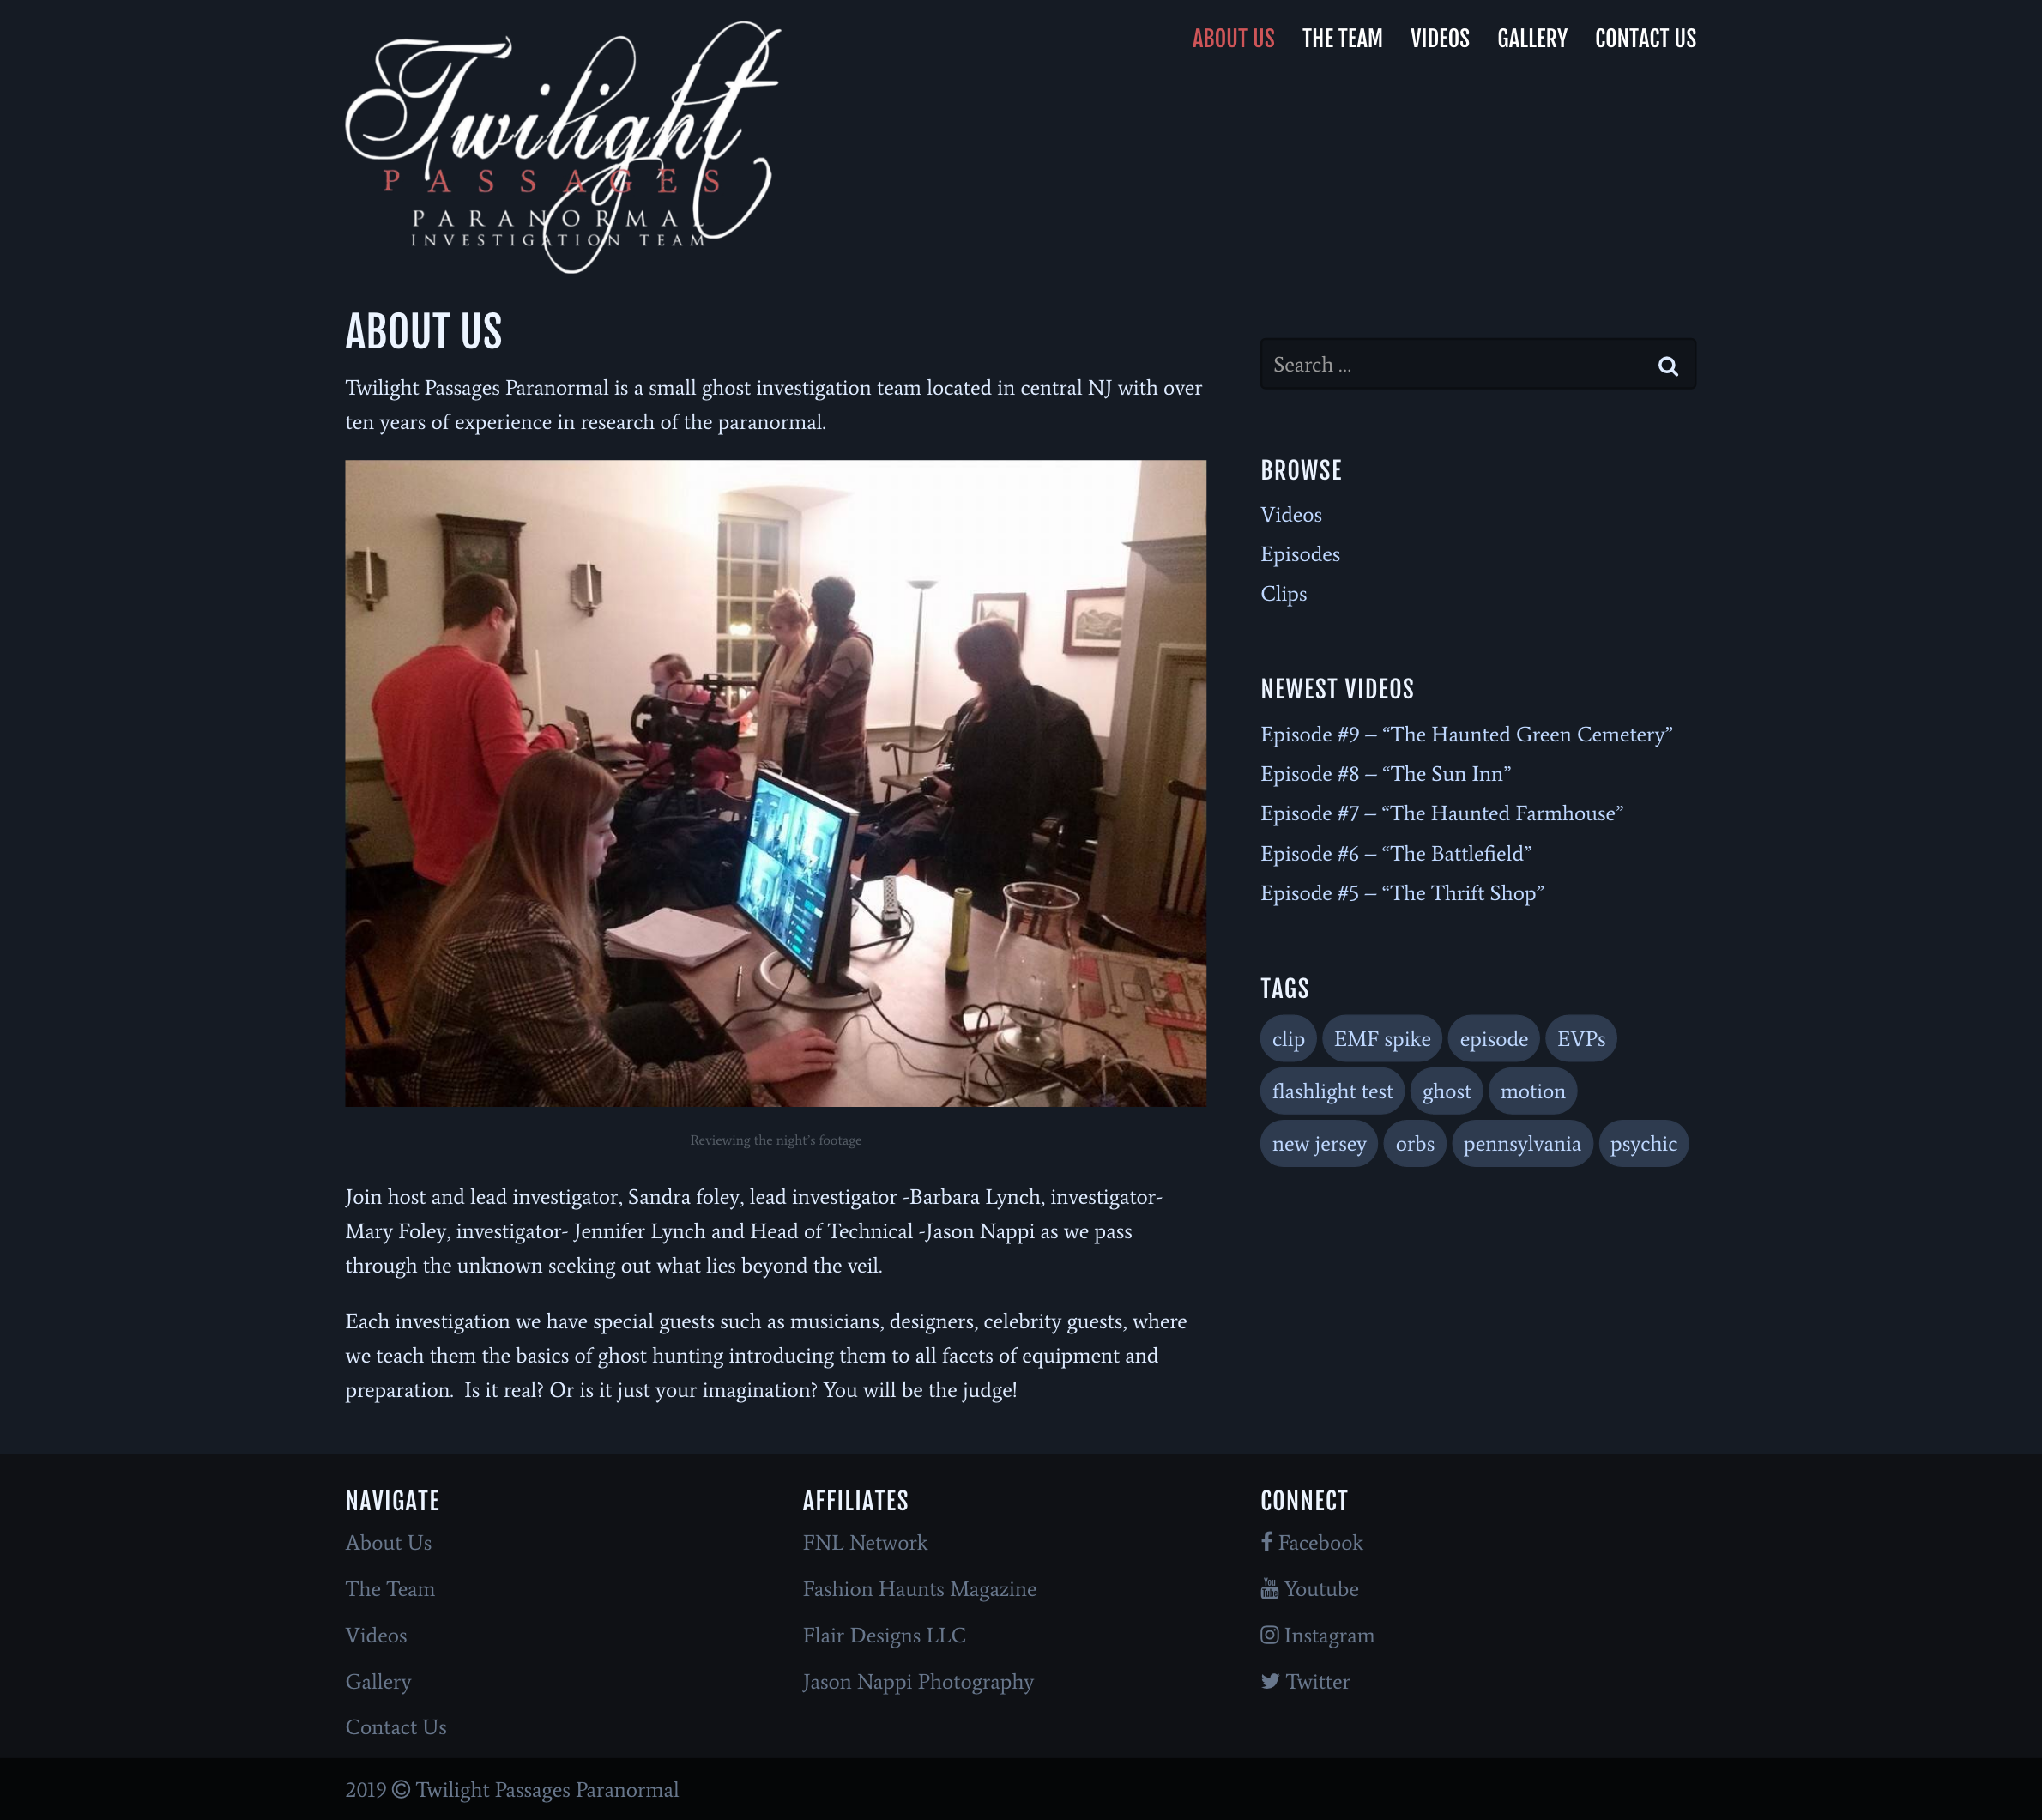 Twilight
PASSAGES
PARANORMAL
INVESTIGATION TEAM
ABOUT US
THE TEAM
VIDEOS
GALLERY
CONTACT US
ABOUT US
Twilight Passages Paranormal is a small ghost investigation team located in central NJ with over
ten years of experience in research of the paranormal.
Reviewing the night's footage
Join host and lead investigator, Sandra foley, lead investigator -Barbara Lynch, investigator-
Mary Foley, investigator- Jennifer Lynch and Head of Technical -Jason Nappi as we pass
through the unknown seeking out what lies beyond the veil.
Each investigation we have special guests such as musicians, designers, celebrity guests, where
we teach them the basics of ghost hunting introducing them to all facets of equipment and
preparation.  Is it real? Or is it just your imagination? You will be the judge!
Search ...
BROWSE
Videos
Episodes
Clips
NEWEST VIDEOS
Episode #9 – “The Haunted Green Cemetery”
Episode #8 – “The Sun Inn”
Episode #7 – “The Haunted Farmhouse”
Episode #6 – “The Battlefield”
Episode #5 – “The Thrift Shop”
TAGS
clip EMF spike episode EVPs
flashlight test ghost motion
new jersey orbs pennsylvania psychic
NAVIGATE
About Us
The Team
Videos
Gallery
Contact Us
AFFILIATES
FNL Network
Fashion Haunts Magazine
Flair Designs LLC
Jason Nappi Photography
CONNECT
Facebook
Youtube
Instagram
Twitter
2019 © Twilight Passages Paranormal